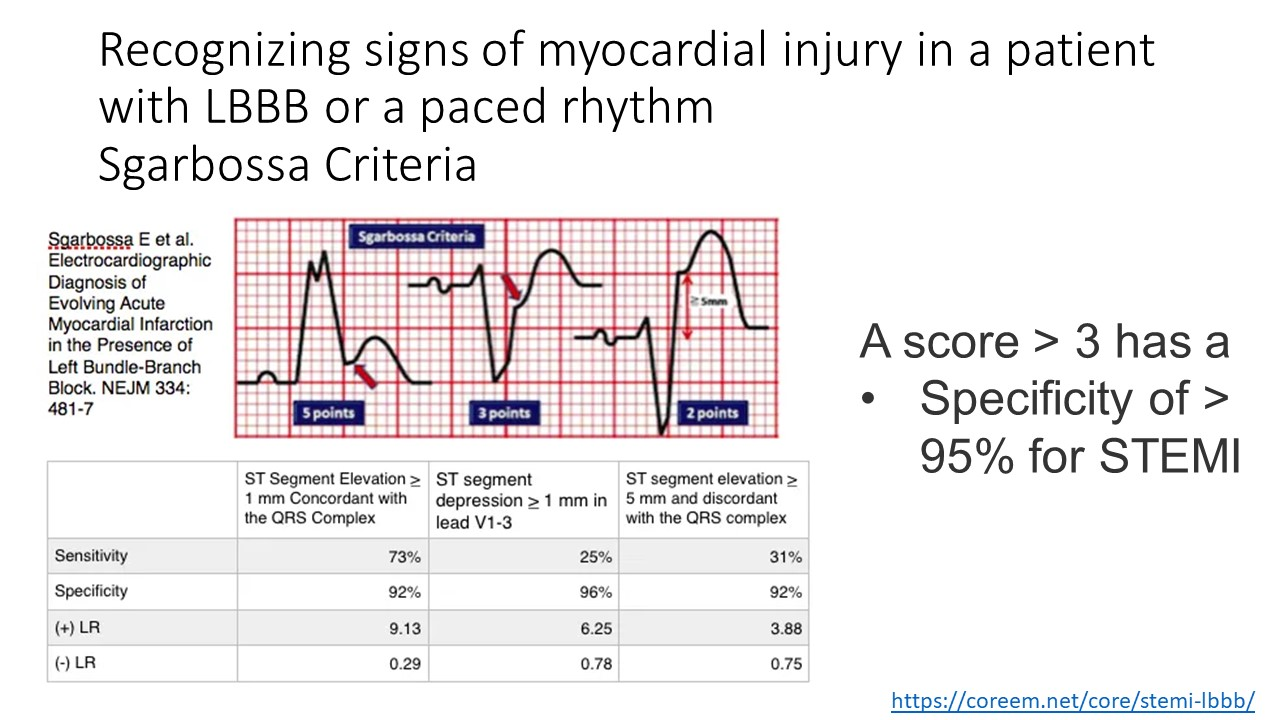 Recognizing signs of myocardial injury in a patient
with LBBB or a paced rhythm
Sgarbossa Criteria
Sgarbossa E et al.
Electrocardiographic
Diagnosis of
Evolving Acute
Myocardial Infarction
in the Presence of
Left Bundle-Branch
Block. NEJM 334:
481-7
Sgarbossa Criteria
≥ 5mm
5 points
3 points
2 points
A score > 3 has a
• Specificity of >
95% for STEMI
ST Segment Elevation ≥
1 mm Concordant with
the QRS Complex
ST segment
depression ≥ 1 mm in
lead V1-3
ST segment elevation ≥
5 mm and discordant
with the QRS complex
Sensitivity 73% 25% 31%
Specificity 92% 96% 92%
(+) LR 9.13 6.25 3.88
(-) LR 0.29 0.78 0.75
https://coreem.net/core/stemi-lbbb/